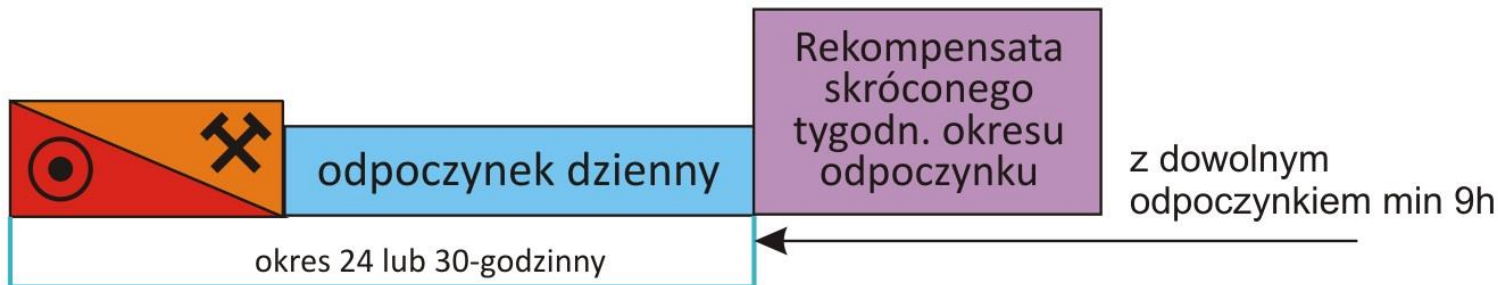 Rekompensata
skróconego
tygodn. okresu
odpoczynku
odpoczynek dzienny
z dowolnym
odpoczynkiem min 9h
okres 24 lub 30-godzinny